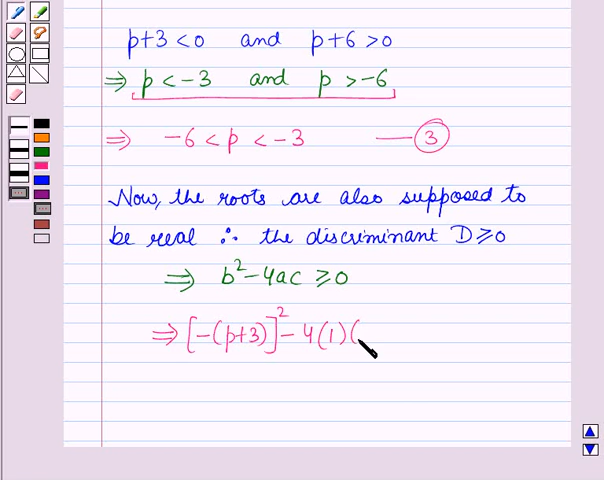 p+3 < 0 and p+6 > 0
⇒ p < -3 and p > -6
⇒ -6 < p < -3 — ③
Now, the roots are also supposed to
be real ∴ the discriminant D ≥ 0
⇒ b² - 4ac ≥ 0
⇒ [-(p+3)]² - 4(1)(